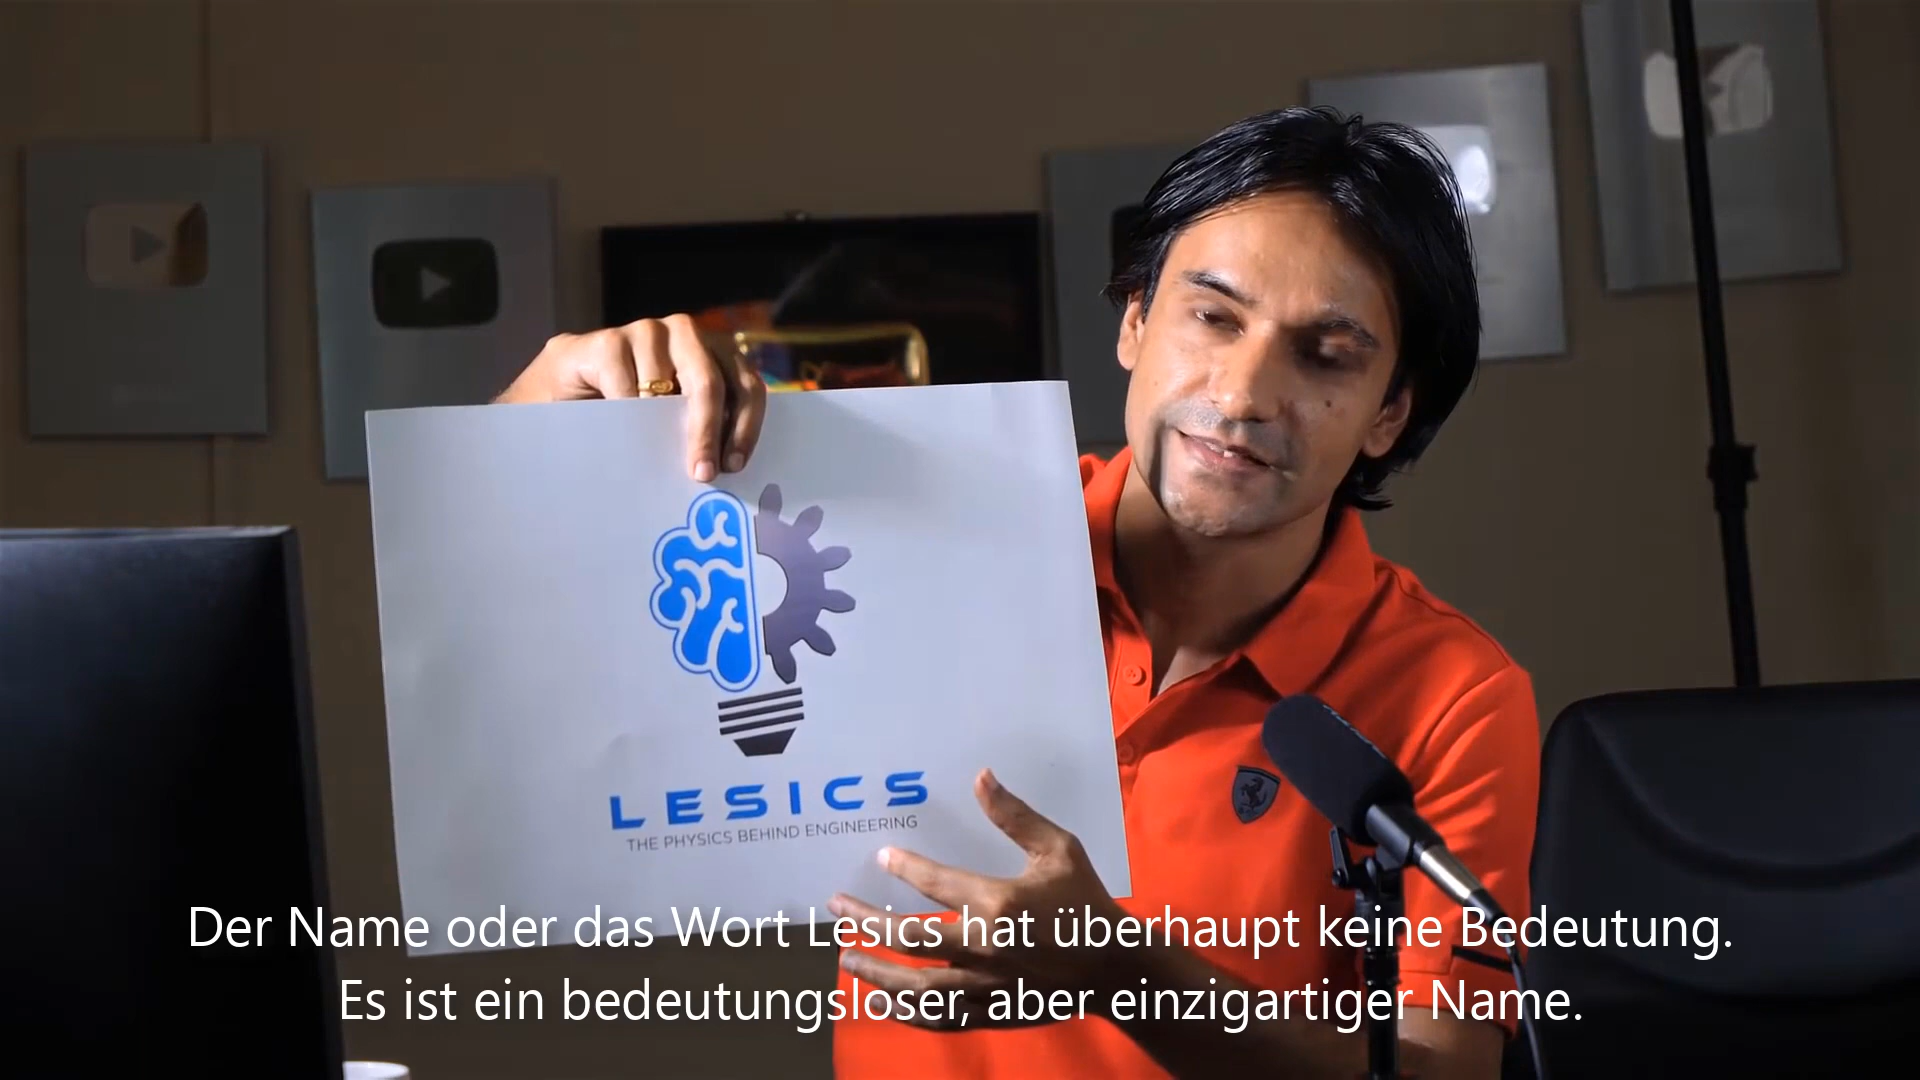 LESICS
THE PHYSICS BEHIND ENGINEERING
Der Name oder das Wort Lesics hat überhaupt keine Bedeutung.
Es ist ein bedeutungsloser, aber einzigartiger Name.